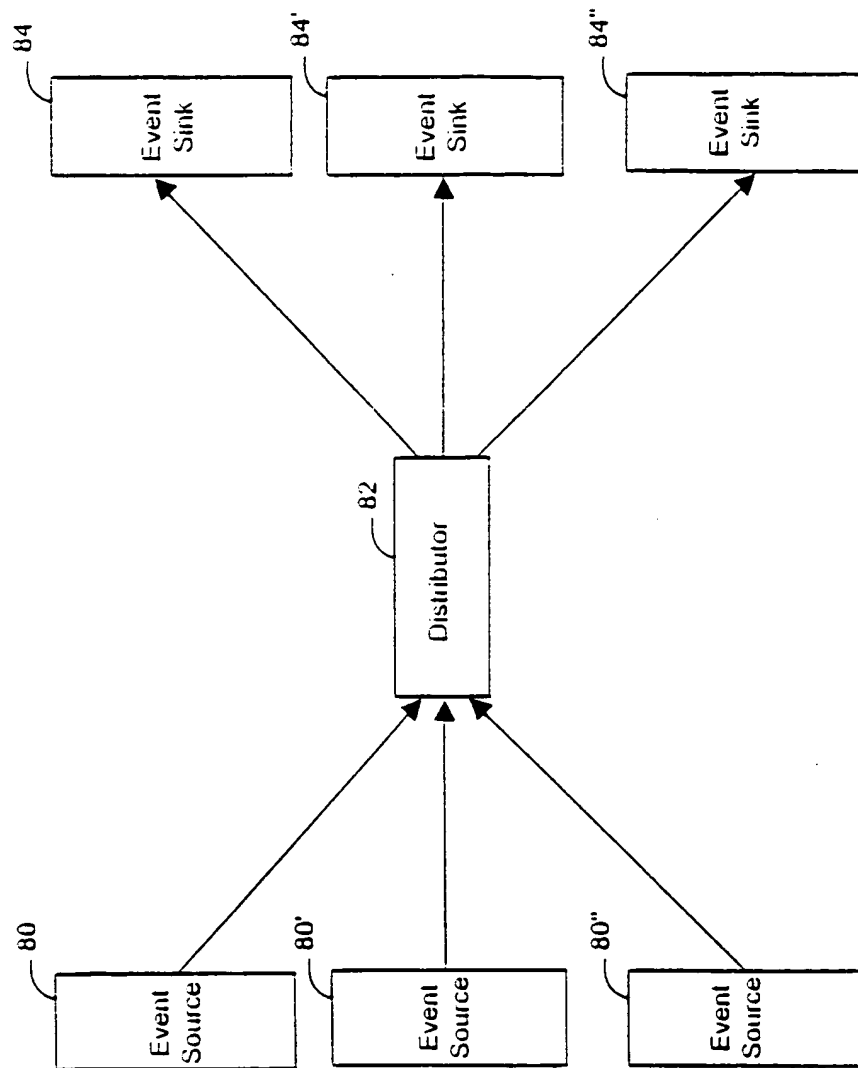 84
Event
Sink
84'
Event
Sink
84"
Event
Sink
82
Distributor
80
Event
Source
80'
Event
Source
80"
Event
Source